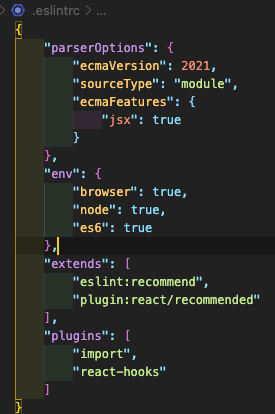 ... > .eslintrc
{
    "parserOptions": {
        "ecmaVersion": 2021,
        "sourceType": "module",
        "ecmaFeatures": {
            "jsx": true
        }
    },
    "env": {
        "browser": true,
        "node": true,
        "es6": true
    },
    "extends": [
        "eslint:recommend",
        "plugin:react/recommended"
    ],
    "plugins": [
        "import",
        "react-hooks"
    ]
}